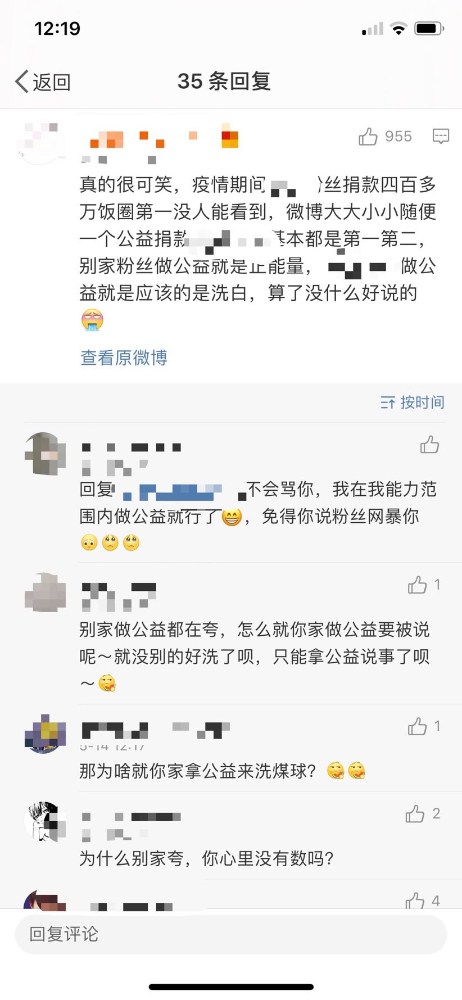 12:19
返回
35 条回复
955
真的很可笑，疫情期间 丝捐款四百多
万饭圈第一没人能看到，微博大大小小随便
一个公益捐款 基本都是第一第二，
别家粉丝做公益就是正能量， 做公
益就是应该的是洗白，算了没什么好说的
查看原微博
按时间
回复 不会骂你，我在我能力范
围内做公益就行了，免得你说粉丝网暴你
1
别家做公益都在夸，怎么就你家做公益要被说
呢～就没别的好洗了呗，只能拿公益说事了呗
～
1
5-14 12:17
那为啥就你家拿公益来洗煤球？
2
为什么别家夸，你心里没有数吗？
4
回复评论